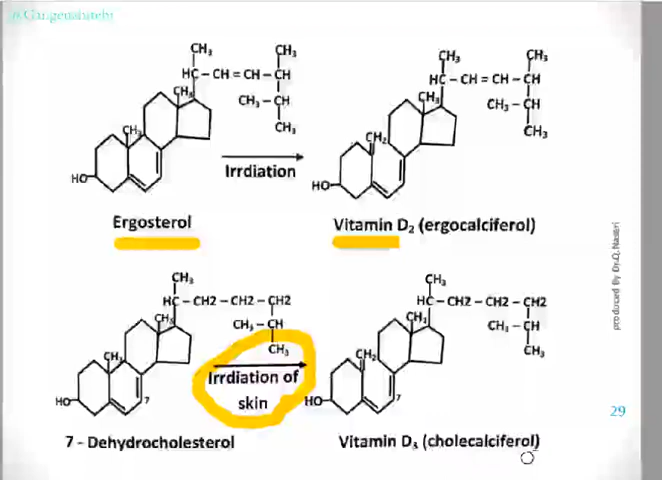 CH₃ CH₃
HC – CH = CH – CH
CH₃ CH₃ – CH
CH₃ CH₃
HO
Irrdiation
CH₃ CH₃
HC – CH = CH – CH
CH₃ CH₃ – CH
CH₂ CH₃
HO
Ergosterol
Vitamin D₂ (ergocalciferol)
CH₃
HC – CH2 – CH2 – CH2
CH₃ CH₃ – CH
CH₃ CH₃
HO 7
Irrdiation of
skin
CH₃
HC – CH2 – CH2 – CH2
CH₃ CH₃ – CH
CH₂ CH₃
HO 7
7 - Dehydrocholesterol
Vitamin D₃ (cholecalciferol)
produced By Dr.Q. Nasiri
29